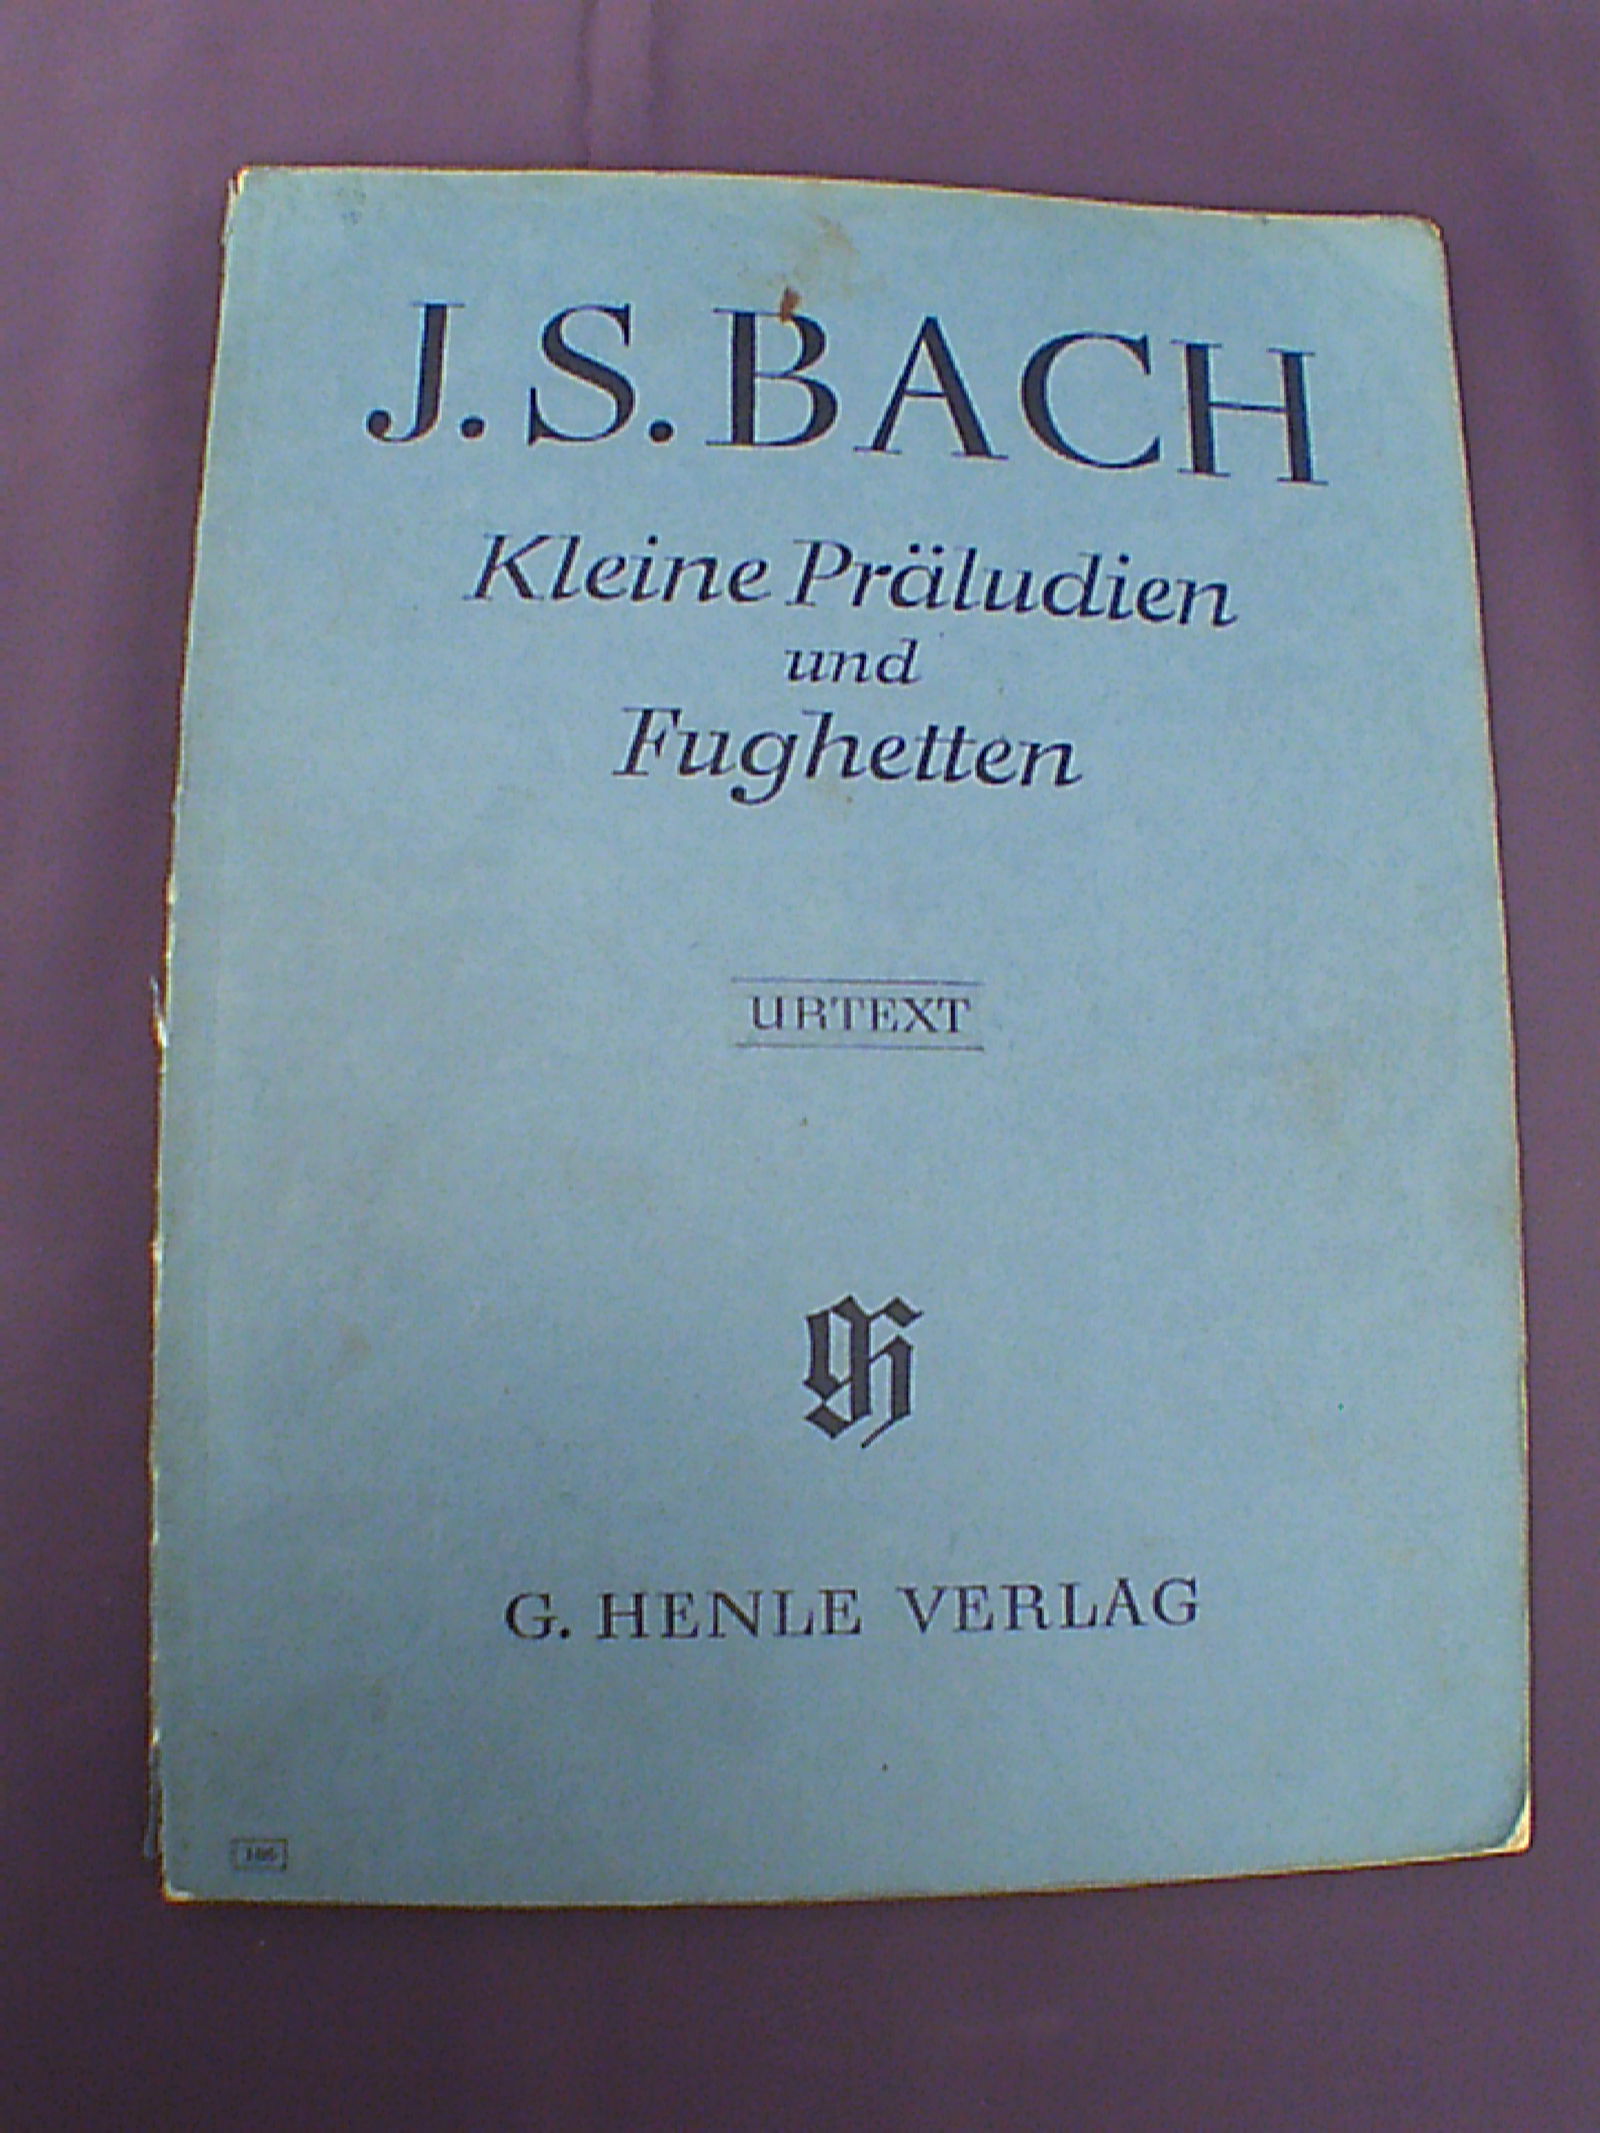 J. S. BACH
Kleine Präludien
und
Fughetten
URTEXT
G. HENLE VERLAG